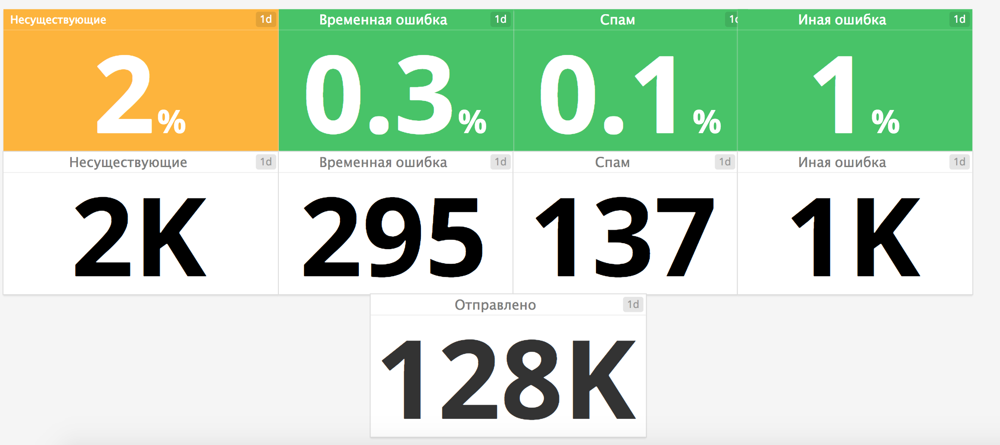 Несуществующие 1d
Временная ошибка 1d
Спам 1d
Иная ошибка 1d
2%
0.3%
0.1%
1%
Несуществующие 1d
Временная ошибка 1d
Спам 1d
Иная ошибка 1d
2K
295
137
1K
Отправлено 1d
128K